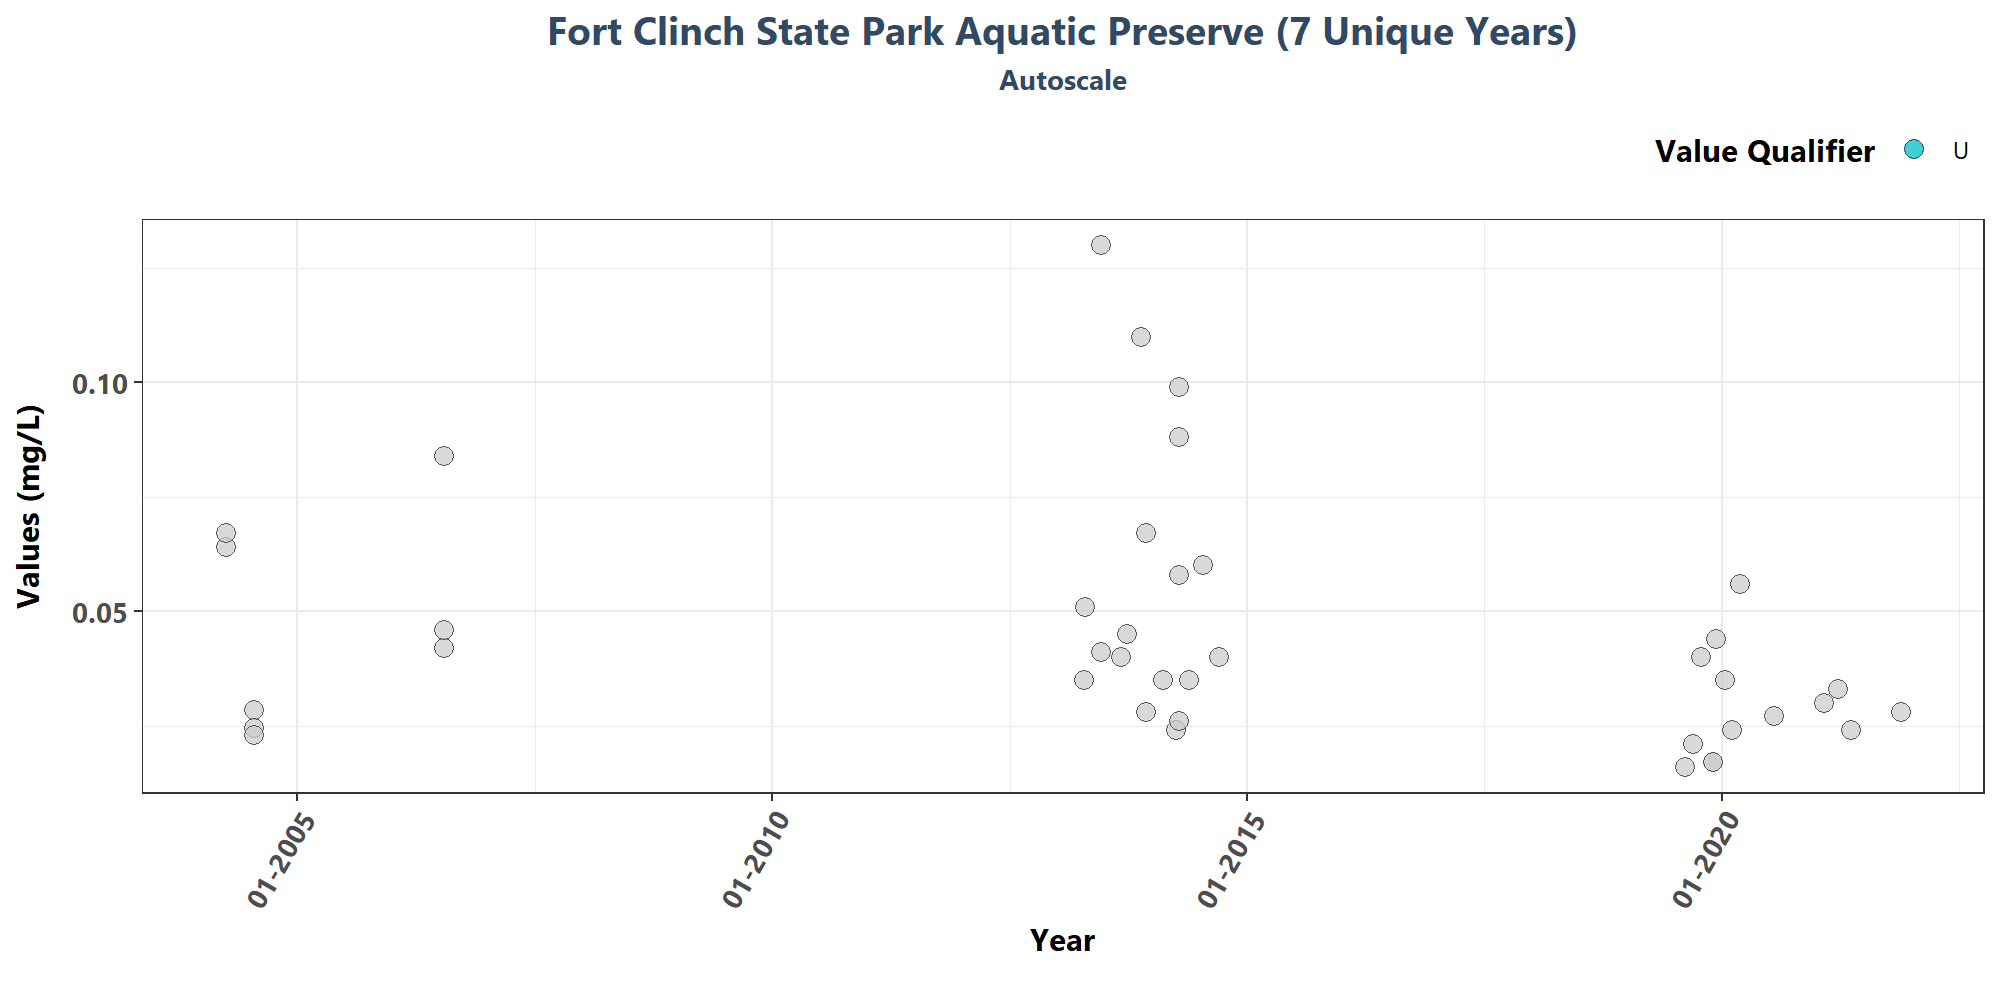 Fort Clinch State Park Aquatic Preserve (7 Unique Years)
Autoscale
Value Qualifier U
Values (mg/L)
0.10
0.05
01-2005 01-2010 01-2015 01-2020
Year